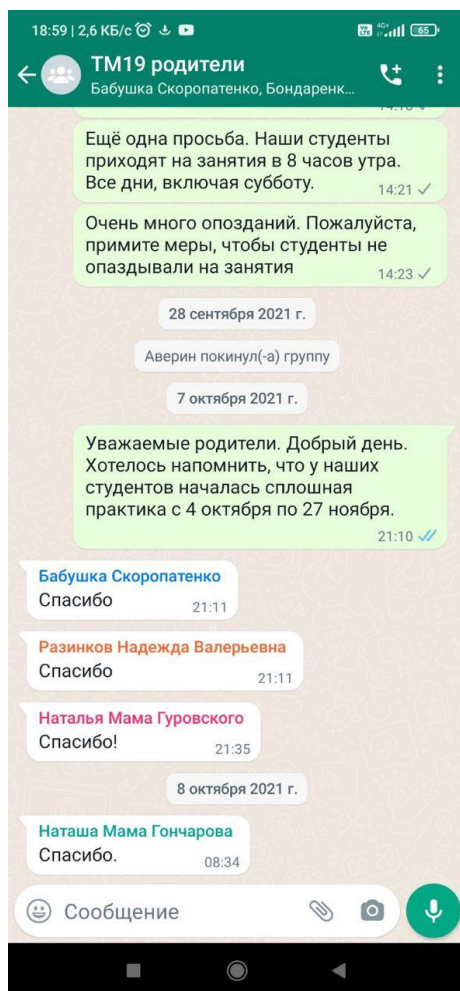 18:59 | 2,6 КБ/с
Vo LTE 4G+ 65
ТМ19 родители
Бабушка Скоропатенко, Бондаренк...
Ещё одна просьба. Наши студенты
приходят на занятия в 8 часов утра.
Все дни, включая субботу.
14:21
Очень много опозданий. Пожалуйста,
примите меры, чтобы студенты не
опаздывали на занятия
14:23
28 сентября 2021 г.
Аверин покинул(-а) группу
7 октября 2021 г.
Уважаемые родители. Добрый день.
Хотелось напомнить, что у наших
студентов началась сплошная
практика с 4 октября по 27 ноября.
21:10
Бабушка Скоропатенко
Спасибо
21:11
Разинков Надежда Валерьевна
Спасибо
21:11
Наталья Мама Гуровского
Спасибо!
21:35
8 октября 2021 г.
Наташа Мама Гончарова
Спасибо.
08:34
Сообщение